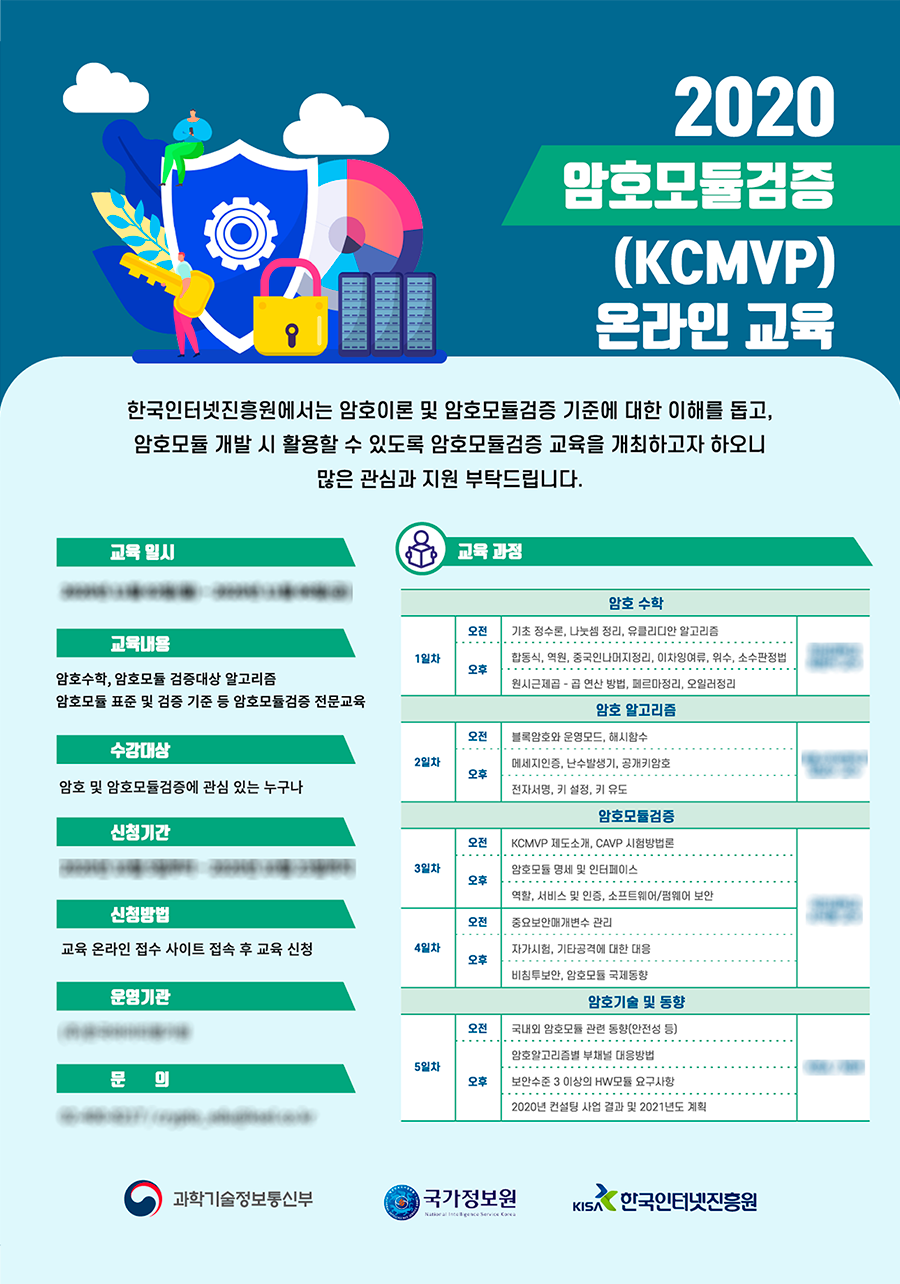 2020
암호모듈검증
(KCMVP)
온라인 교육
한국인터넷진흥원에서는 암호이론 및 암호모듈검증 기준에 대한 이해를 돕고,
암호모듈 개발 시 활용할 수 있도록 암호모듈검증 교육을 개최하고자 하오니
많은 관심과 지원 부탁드립니다.
교육 일시
교육내용
암호수학, 암호모듈 검증대상 알고리즘
암호모듈 표준 및 검증 기준 등 암호모듈검증 전문교육
수강대상
암호 및 암호모듈검증에 관심 있는 누구나
신청기간
신청방법
교육 온라인 접수 사이트 접속 후 교육 신청
운영기관
문 의
교육 과정
암호 수학
1일차
오전
기초 정수론, 나눗셈 정리, 유클리디안 알고리즘
오후
합동식, 역원, 중국인나머지정리, 이차잉여류, 위수, 소수판정법
원시근제곱 - 곱 연산 방법, 페르마정리, 오일러정리
암호 알고리즘
2일차
오전
블록암호와 운영모드, 해시함수
오후
메세지인증, 난수발생기, 공개키암호
전자서명, 키 설정, 키 유도
암호모듈검증
3일차
오전
KCMVP 제도소개, CAVP 시험방법론
오후
암호모듈 명세 및 인터페이스
역할, 서비스 및 인증, 소프트웨어/펌웨어 보안
4일차
오전
중요보안매개변수 관리
오후
자가시험, 기타공격에 대한 대응
비침투보안, 암호모듈 국제동향
암호기술 및 동향
5일차
오전
국내외 암호모듈 관련 동향(안전성 등)
오후
암호알고리즘별 부채널 대응방법
보안수준 3 이상의 HW모듈 요구사항
2020년 컨설팅 사업 결과 및 2021년도 계획
과학기술정보통신부
국가정보원
National Intelligence Service Korea
KISA 한국인터넷진흥원